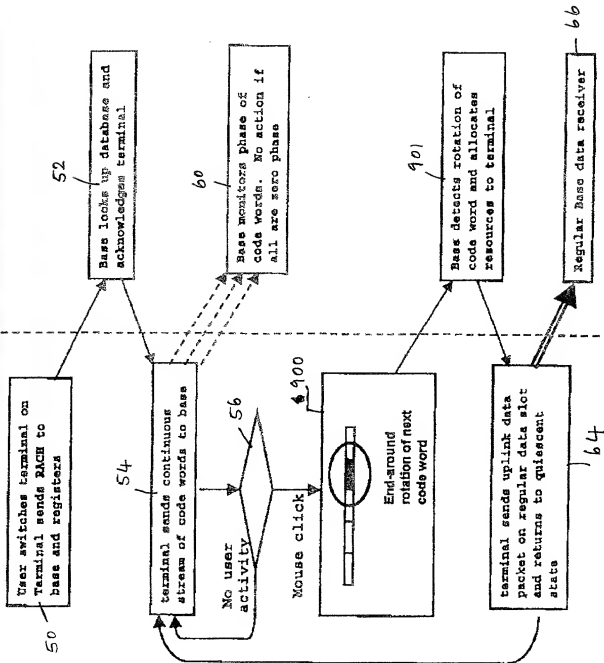 50
User switches terminal on
Terminal sends RACH to
base and registers
52
Base looks up database and
acknowledges terminal
54
terminal sends continuous
stream of code words to base
60
Base monitors phase of
code words. No action if
all are zero phase
56
No user
activity
Mouse click
900
End-around
rotation of next
code word
901
Base detects rotation of
code word and allocates
resources to terminal
64
terminal sends uplink data
packet on regular data slot
and returns to quiescent
state
66
Regular Base data receiver